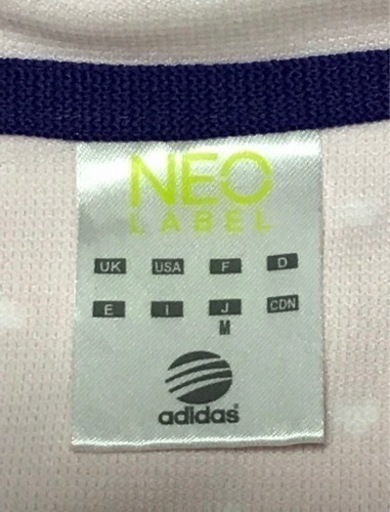 NEO
LABEL
UK USA F D
E I J CDN
M
adidas